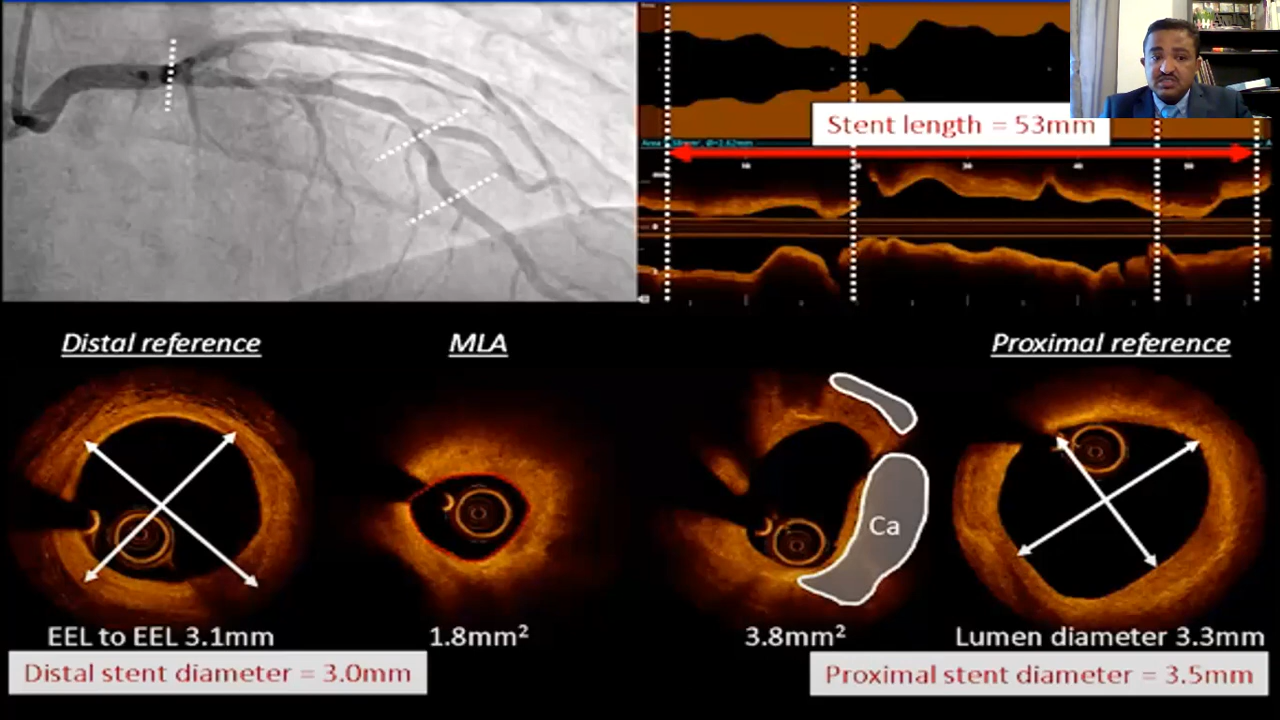 Stent length = 53mm
Distal reference
MLA
Proximal reference
Ca
EEL to EEL 3.1mm
1.8mm²
3.8mm²
Lumen diameter 3.3mm
Distal stent diameter = 3.0mm
Proximal stent diameter = 3.5mm